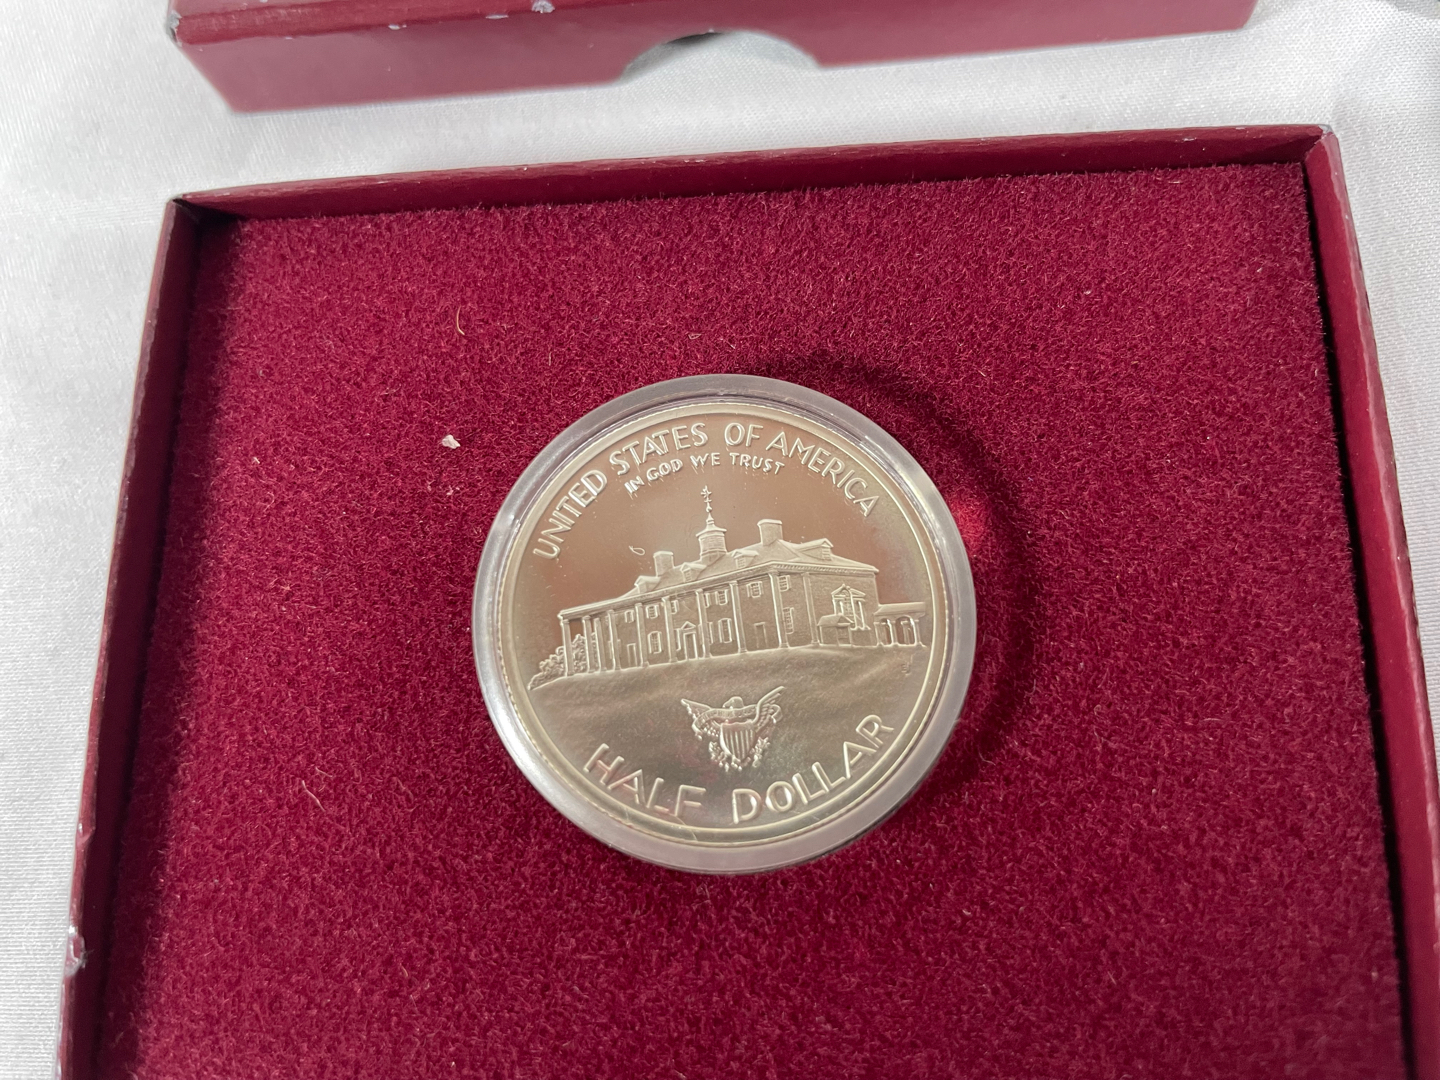 UNITED STATES OF AMERICA
IN GOD WE TRUST
HALF DOLLAR